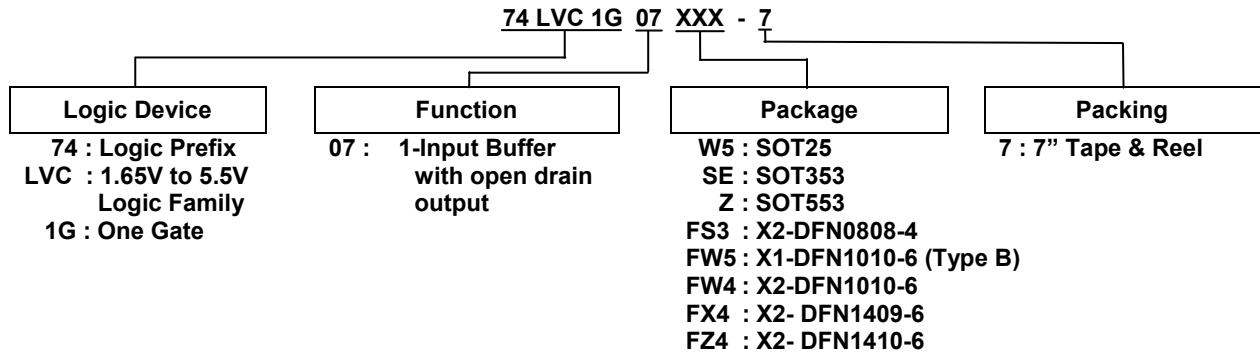 74 LVC 1G 07 XXX - 7
Logic Device
74 : Logic Prefix
LVC : 1.65V to 5.5V
Logic Family
1G : One Gate
Function
07 : 1-Input Buffer
with open drain
output
Package
W5 : SOT25
SE : SOT353
Z : SOT553
FS3 : X2-DFN0808-4
FW5 : X1-DFN1010-6 (Type B)
FW4 : X2-DFN1010-6
FX4 : X2- DFN1409-6
FZ4 : X2- DFN1410-6
Packing
7 : 7” Tape & Reel